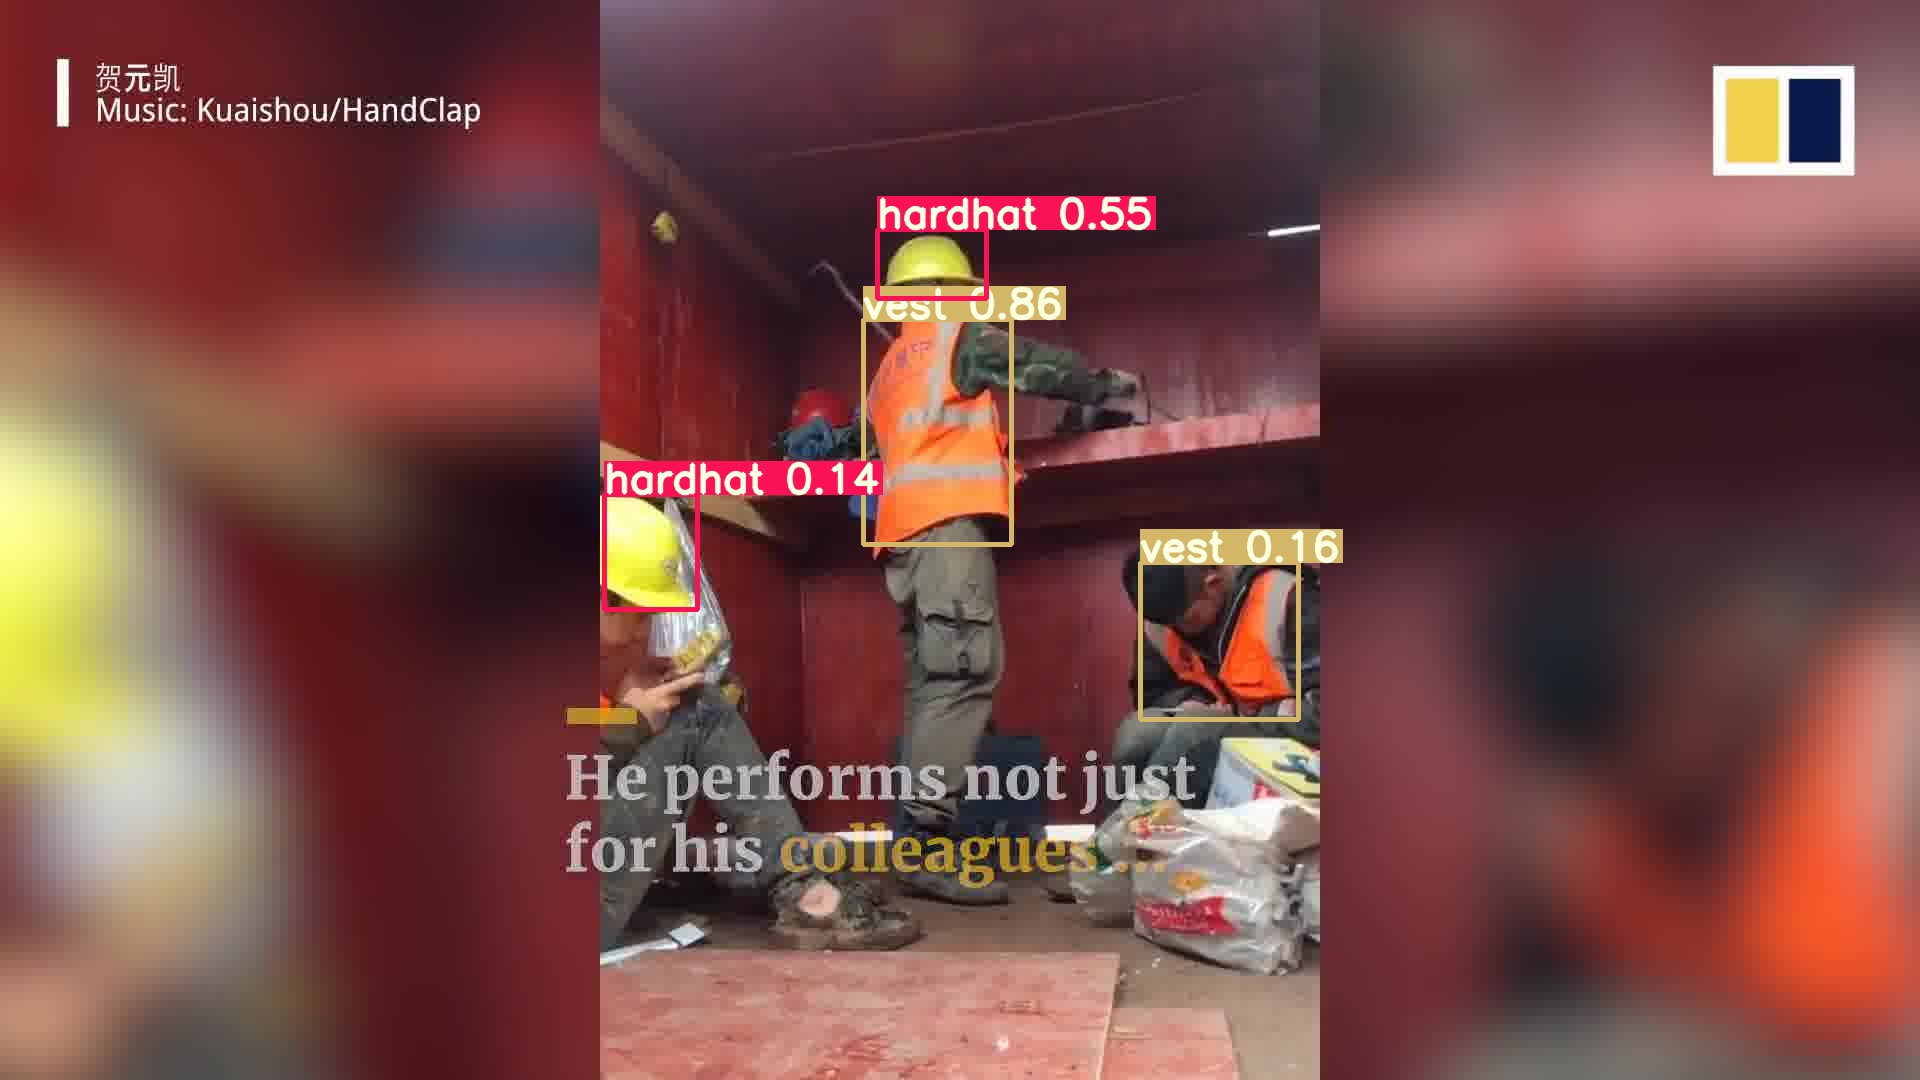 贺元凯
Music: Kuaishou/HandClap
hardhat 0.55
vest 0.86
hardhat 0.14
vest 0.16
He performs not just
for his colleagues ...